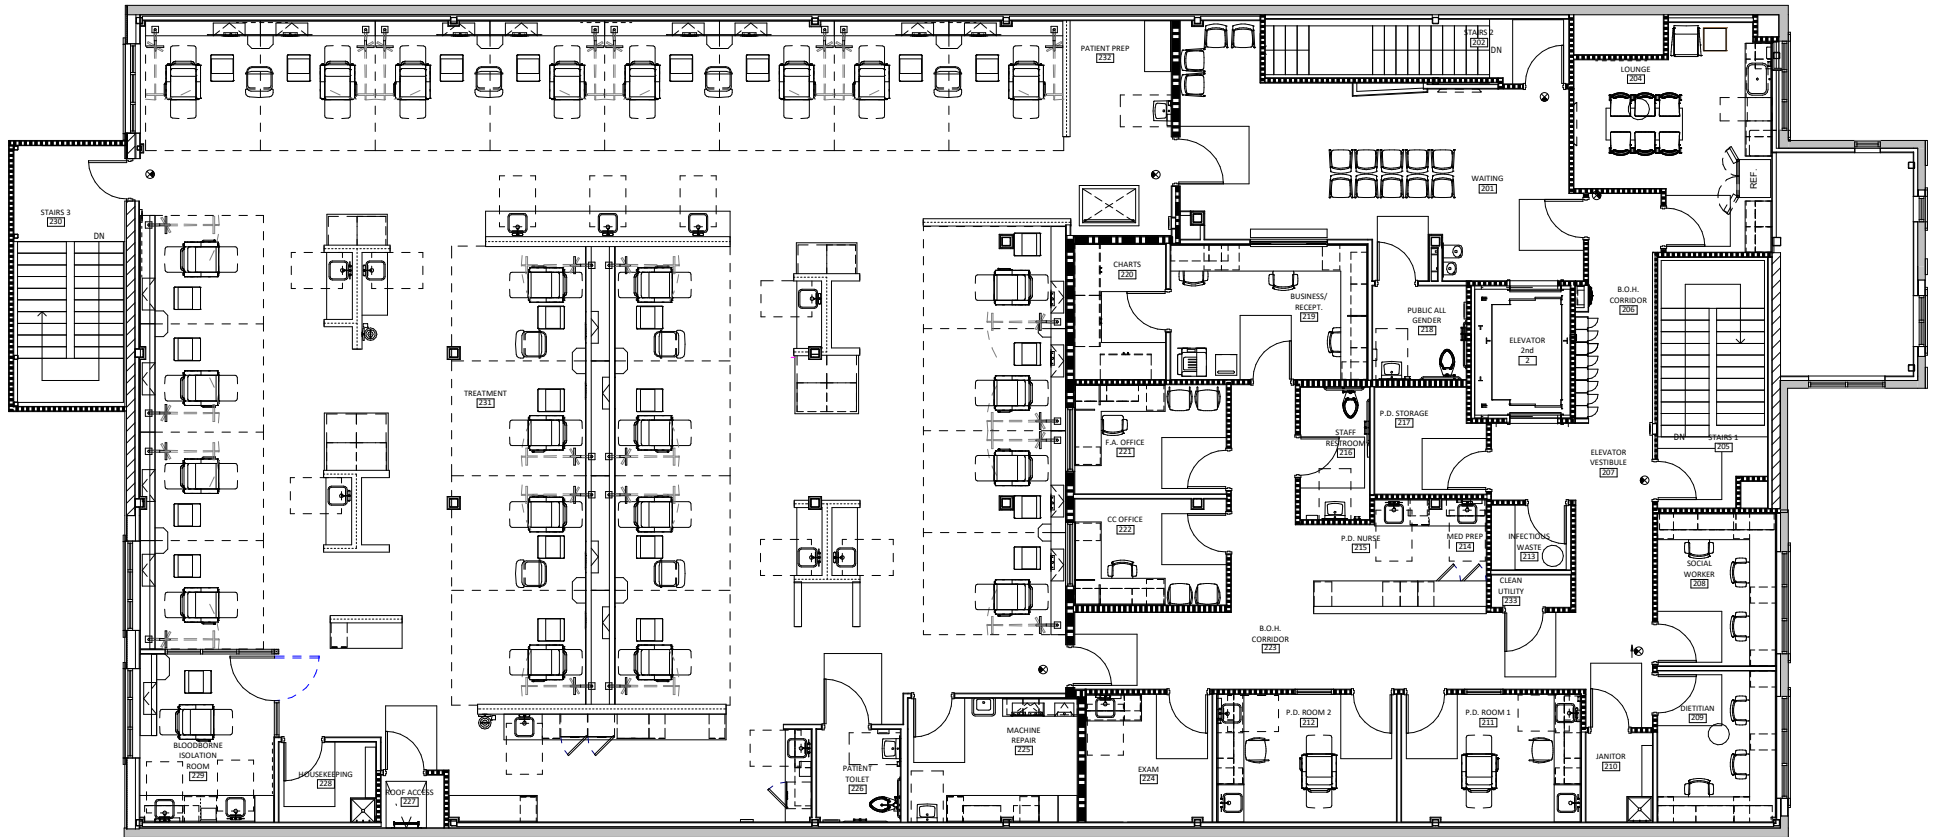 PATIENT PREP
232
STAIRS 2
202
DN
LOUNGE
204
REF.
WAITING
201
STAIRS 3
230
DN
CHARTS
220
BUSINESS/
RECEPT.
219
PUBLIC ALL
GENDER
218
ELEVATOR
2nd
2
B.O.H.
CORRIDOR
206
TREATMENT
231
F.A. OFFICE
221
STAFF
RESTROOM
216
P.D. STORAGE
217
DN
STAIRS 1
205
ELEVATOR
VESTIBULE
207
CC OFFICE
222
P.D. NURSE
215
MED PREP
214
INFECTIOUS
WASTE
213
CLEAN
UTILITY
233
SOCIAL
WORKER
208
B.O.H.
CORRIDOR
223
BLOODBORNE
ISOLATION
ROOM
229
HOUSEKEEPING
228
ROOF ACCESS
227
PATIENT
TOILET
226
MACHINE
REPAIR
225
EXAM
224
P.D. ROOM 2
212
P.D. ROOM 1
211
JANITOR
210
DIETITIAN
209